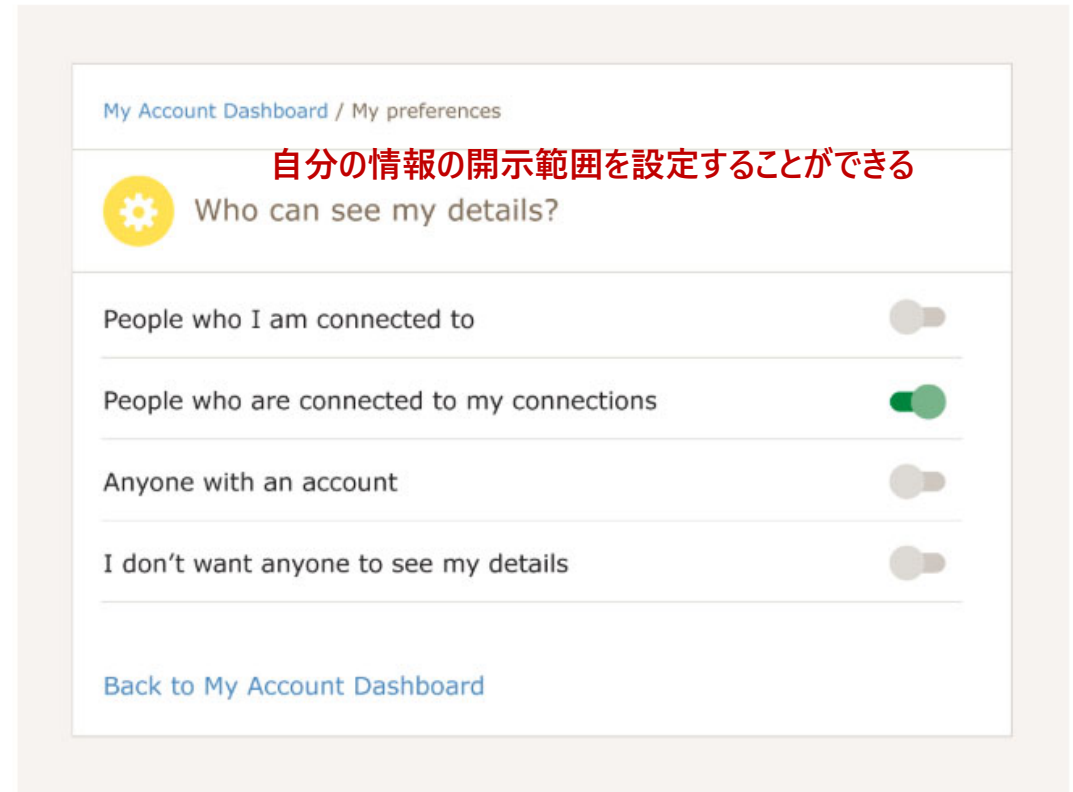 My Account Dashboard / My preferences
自分の情報の開示範囲を設定することができる
Who can see my details?
People who I am connected to
People who are connected to my connections
Anyone with an account
I don’t want anyone to see my details
Back to My Account Dashboard